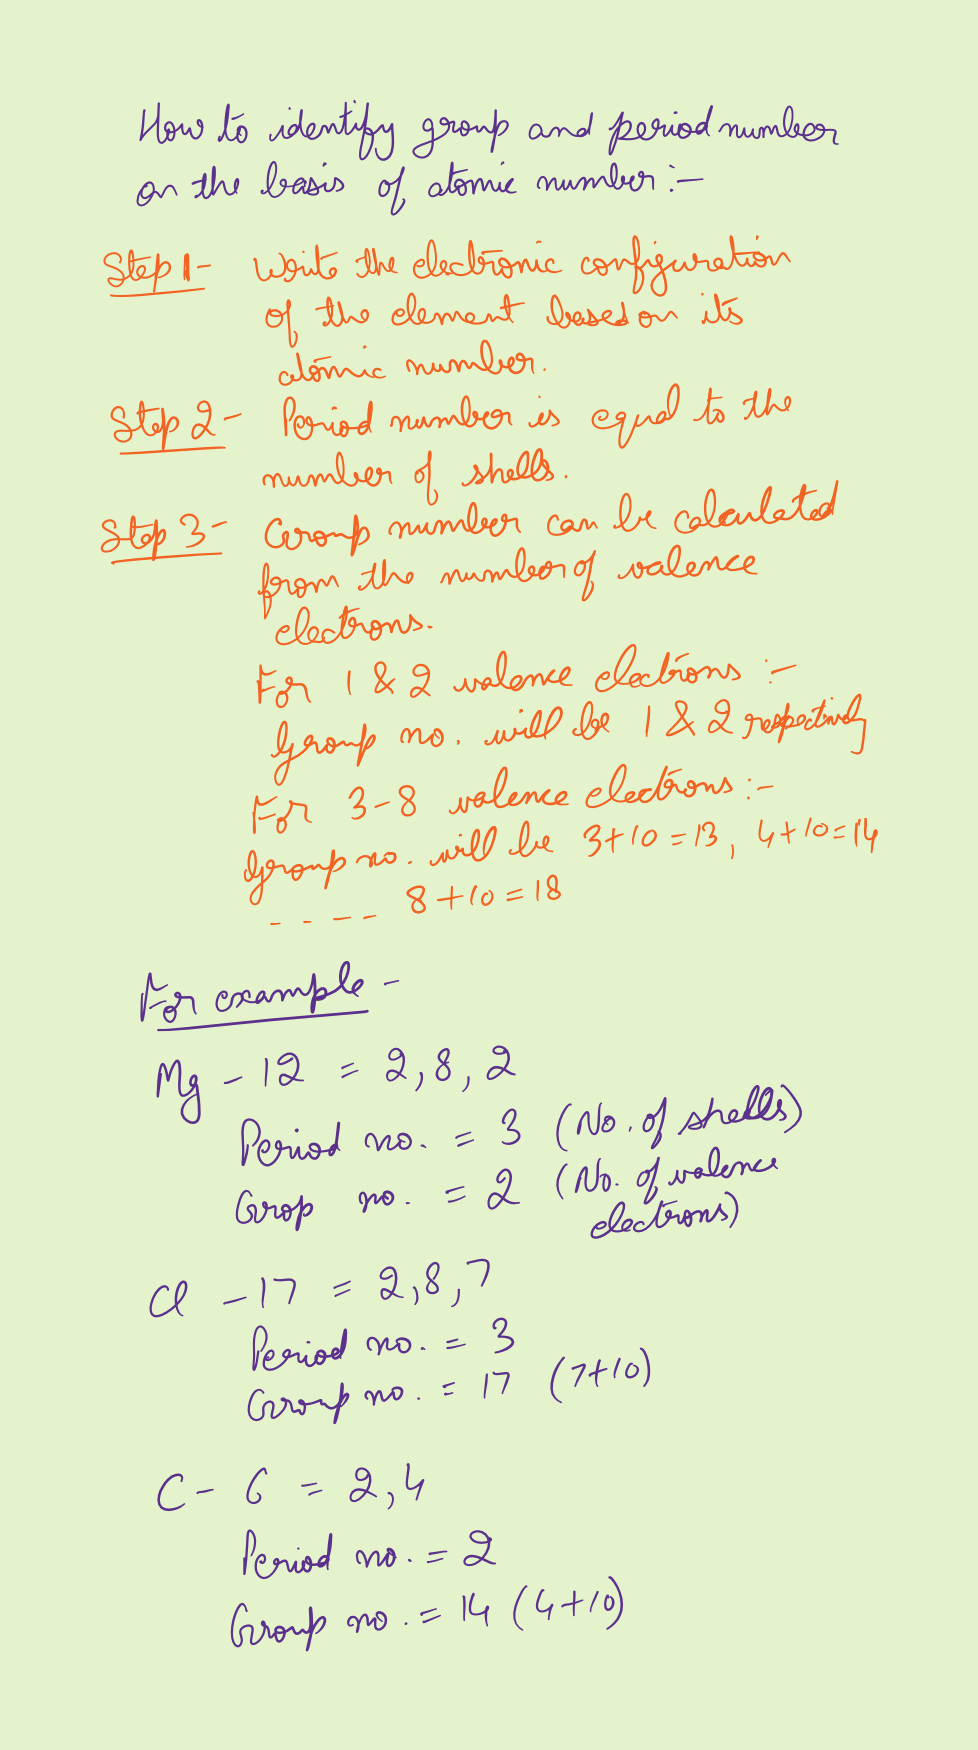 How to identify group and period number
on the basis of atomic number :-
Step 1- Write the electronic configuration
of the element based on its
atomic number.
Step 2- Period number is equal to the
number of shells.
Step 3- Group number can be calculated
from the number of valence
electrons.
For 1 & 2 valence electrons :-
group no. will be 1 & 2 respectively
For 3-8 valence electrons :-
group no. will be 3+10=13, 4+10=14
----- 8+10=18
For example -
Mg - 12 = 2,8,2
Period no. = 3 (No. of shells)
Grop no. = 2 (No. of valence
electrons)
Cl - 17 = 2,8,7
Period no. = 3
Group no. = 17 (7+10)
C - 6 = 2,4
Period no. = 2
Group no. = 14 (4+10)